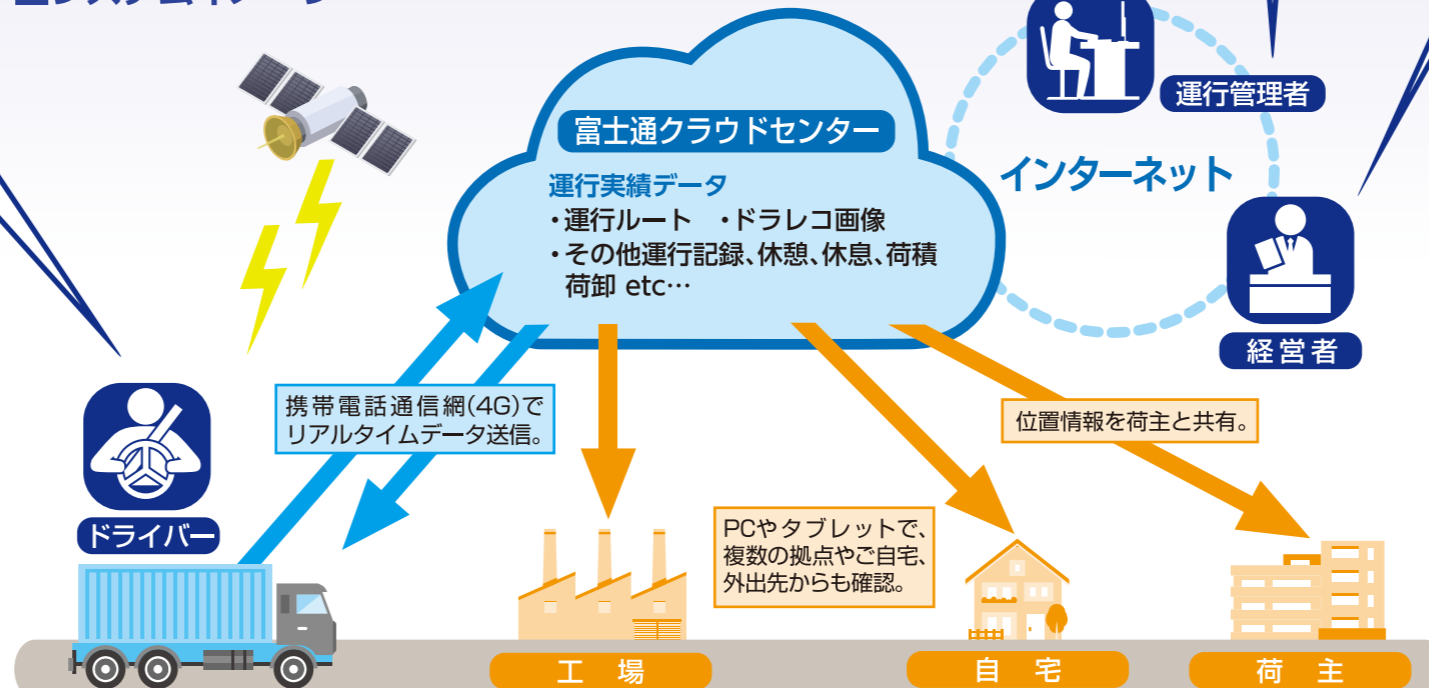 運行管理者
富士通クラウドセンター
運行実績データ
・運行ルート ・ドラレコ画像
・その他運行記録、休憩、休息、荷積
荷卸 etc…
インターネット
経営者
携帯電話通信網(4G)で
リアルタイムデータ送信。
位置情報を荷主と共有。
ドライバー
PCやタブレットで、
複数の拠点やご自宅、
外出先からも確認。
工場
自宅
荷主